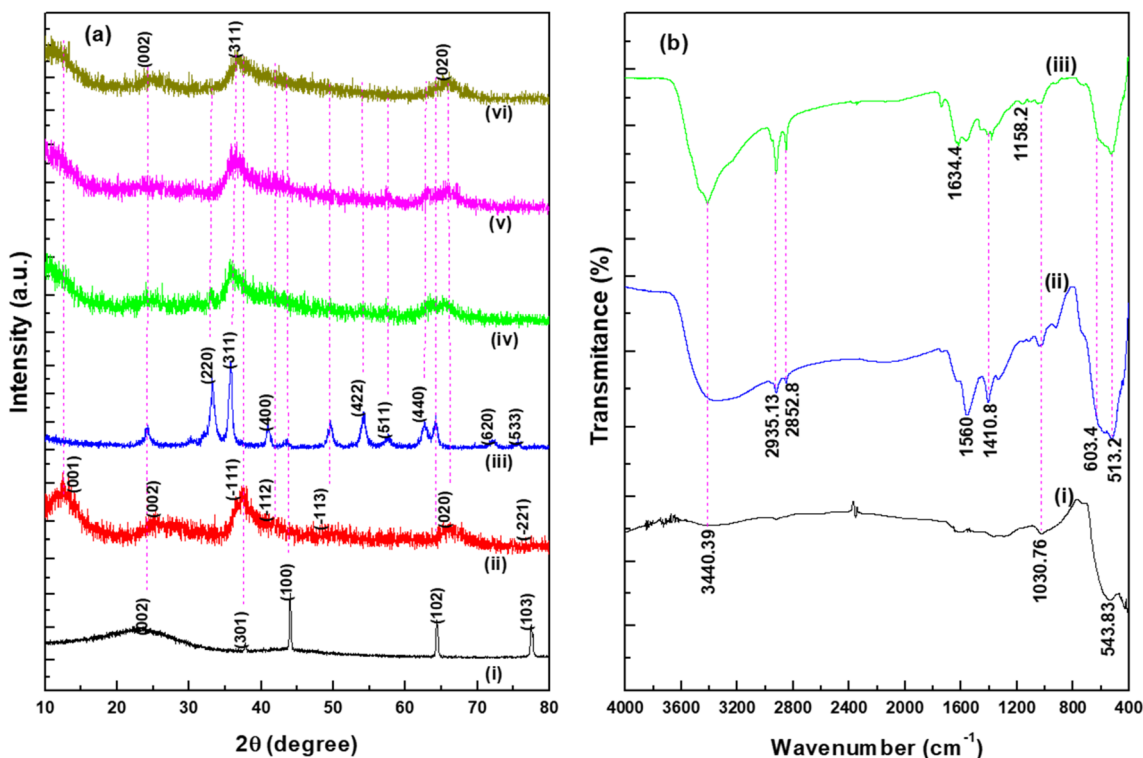 (a)
(002)
(311)
(020)
(vi)
(v)
(iv)
(220)
(311)
(400)
(422)
(511)
(440)
(620)
(533)
(iii)
(001)
(002)
(-111)
(-112)
(-113)
(020)
(-221)
(ii)
(002)
(301)
(100)
(102)
(103)
(i)
10 20 30 40 50 60 70 80
2θ (degree)
Intensity (a.u.)
(b)
(iii)
1634.4
1158.2
(ii)
2935.13
2852.8
1560
1410.8
603.4
513.2
(i)
3440.39
1030.76
543.83
4000 3600 3200 2800 2400 2000 1600 1200 800 400
Wavenumber (cm⁻¹)
Transmitance (%)